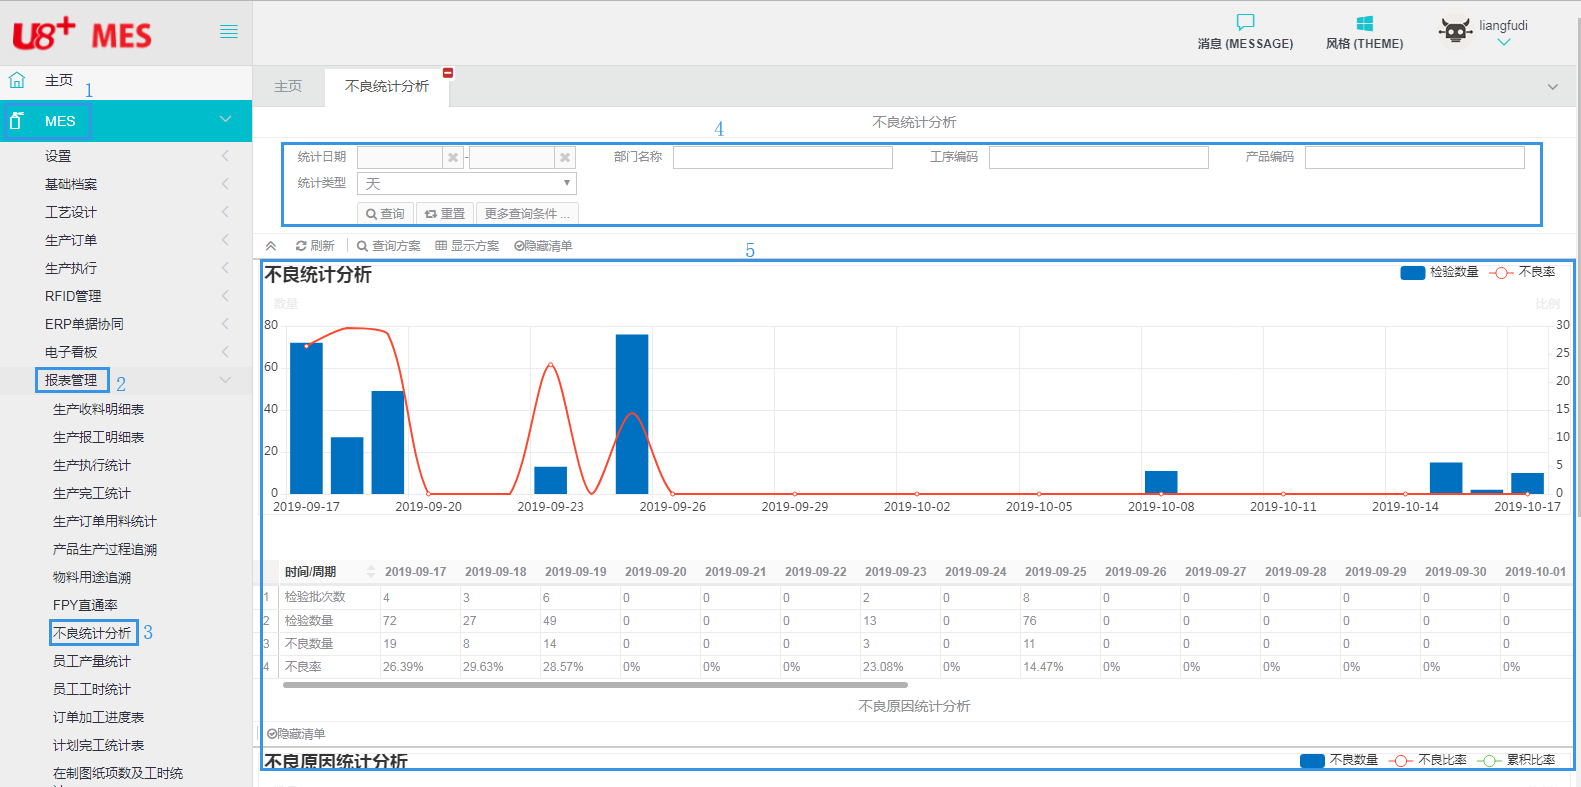 U8+ MES
消息 (MESSAGE)
风格 (THEME)
liangfudi
主页
1
MES
设置
基础档案
工艺设计
生产订单
生产执行
RFID管理
ERP单据协同
电子看板
报表管理 2
生产收料明细表
生产报工明细表
生产执行统计
生产完工统计
生产订单用料统计
产品生产过程追溯
物料用途追溯
FPY直通率
不良统计分析 3
员工产量统计
员工工时统计
订单加工进度表
计划完工统计表
在制图纸项数及工时统
主页 不良统计分析
不良统计分析
4
统计日期 - 部门名称 工序编码 产品编码
统计类型 天
查询 重置 更多查询条件 ...
刷新 查询方案 显示方案 隐藏清单
5
不良统计分析
检验数量 不良率
数量 比例
80 30
25
60
20
40 15
10
20
5
0 0
2019-09-17 2019-09-20 2019-09-23 2019-09-26 2019-09-29 2019-10-02 2019-10-05 2019-10-08 2019-10-11 2019-10-14 2019-10-17
时间/周期 2019-09-17 2019-09-18 2019-09-19 2019-09-20 2019-09-21 2019-09-22 2019-09-23 2019-09-24 2019-09-25 2019-09-26 2019-09-27 2019-09-28 2019-09-29 2019-09-30 2019-10-01
1 检验批次数 4 3 6 0 0 0 2 0 8 0 0 0 0 0 0
2 检验数量 72 27 49 0 0 0 13 0 76 0 0 0 0 0 0
3 不良数量 19 8 14 0 0 0 3 0 11 0 0 0 0 0 0
4 不良率 26.39% 29.63% 28.57% 0% 0% 0% 23.08% 0% 14.47% 0% 0% 0% 0% 0% 0%
不良原因统计分析
隐藏清单
不良原因统计分析
不良数量 不良比率 累积比率